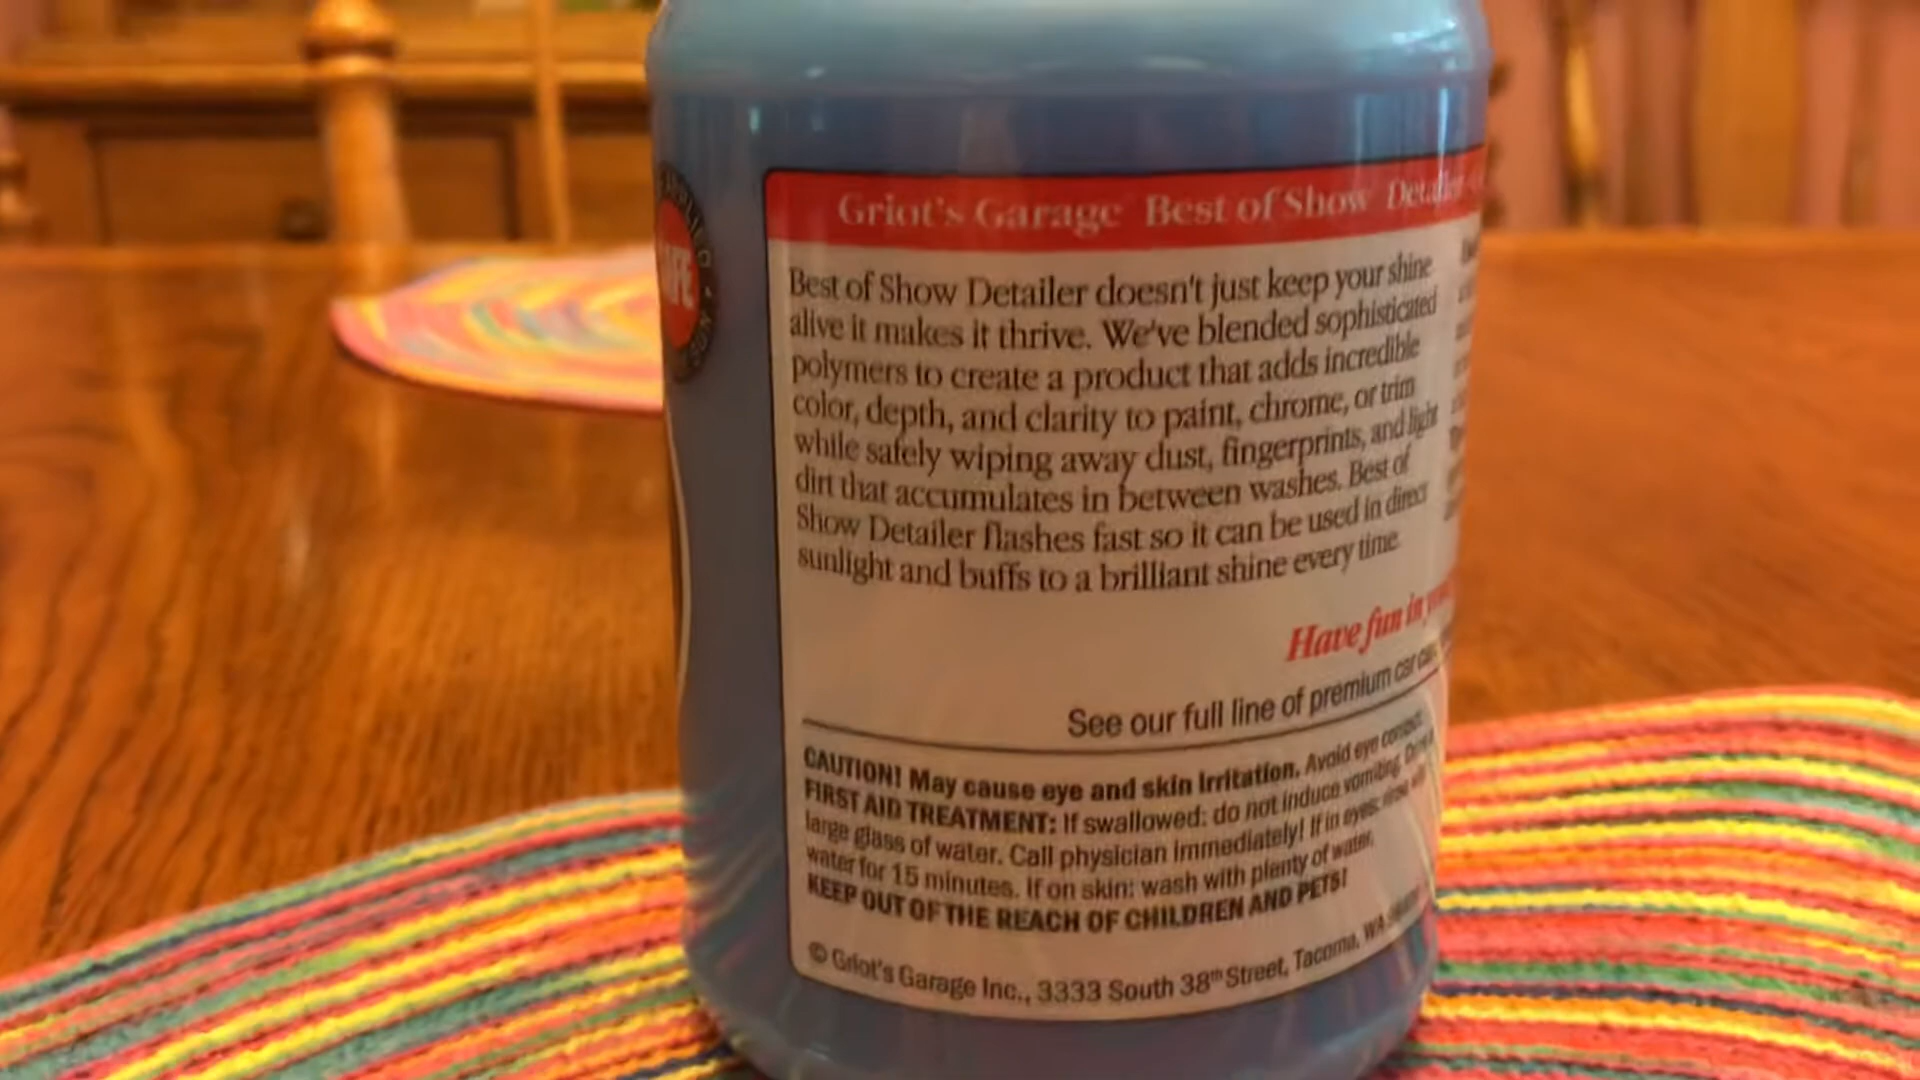 Griot's Garage Best of Show Detailer
Best of Show Detailer doesn't just keep your shine
alive it makes it thrive. We've blended sophisticated
polymers to create a product that adds incredible
color, depth, and clarity to paint, chrome, or trim
while safely wiping away dust, fingerprints, and light
dirt that accumulates in between washes. Best of
Show Detailer flashes fast so it can be used in direct
sunlight and buffs to a brilliant shine every time.
Have fun in
See our full line of premium car
CAUTION! May cause eye and skin irritation. Avoid eye contact.
FIRST AID TREATMENT: If swallowed: do not induce vomiting.
large glass of water. Call physician immediately! If in eyes: rinse with
water for 15 minutes. If on skin: wash with plenty of water.
KEEP OUT OF THE REACH OF CHILDREN AND PETS!
© Griot's Garage Inc., 3333 South 38th Street, Tacoma, WA